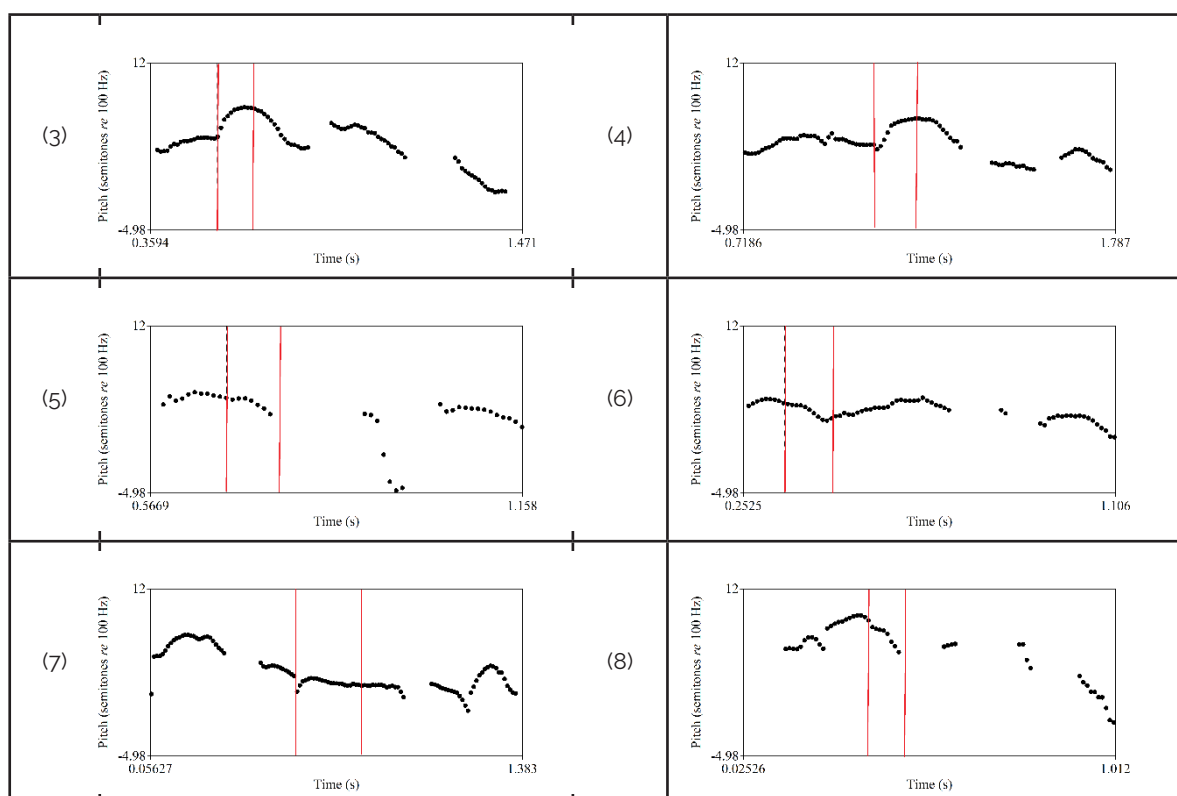 (3)
12
Pitch (semitones re 100 Hz)
-4.98
0.3594
1.471
Time (s)
(4)
12
Pitch (semitones re 100 Hz)
-4.98
0.7186
1.787
Time (s)
(5)
12
Pitch (semitones re 100 Hz)
-4.98
0.5669
1.158
Time (s)
(6)
12
Pitch (semitones re 100 Hz)
-4.98
0.2525
1.106
Time (s)
(7)
12
Pitch (semitones re 100 Hz)
-4.98
0.05627
1.383
Time (s)
(8)
12
Pitch (semitones re 100 Hz)
-4.98
0.02526
1.012
Time (s)